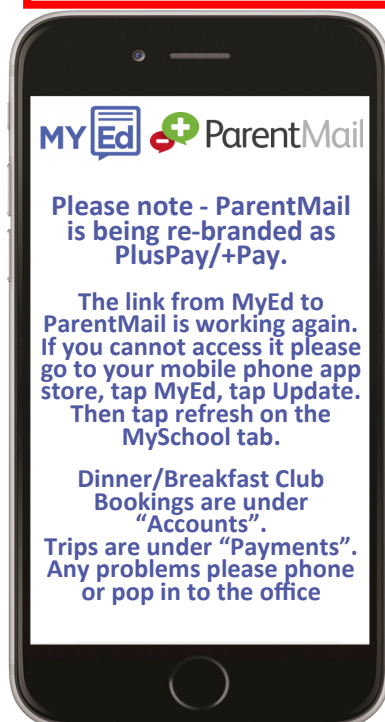 MY Ed ParentMail
Please note - ParentMail
is being re-branded as
PlusPay/+Pay.
The link from MyEd to
ParentMail is working again.
If you cannot access it please
go to your mobile phone app
store, tap MyEd, tap Update.
Then tap refresh on the
MySchool tab.
Dinner/Breakfast Club
Bookings are under
“Accounts”.
Trips are under “Payments”.
Any problems please phone
or pop in to the office